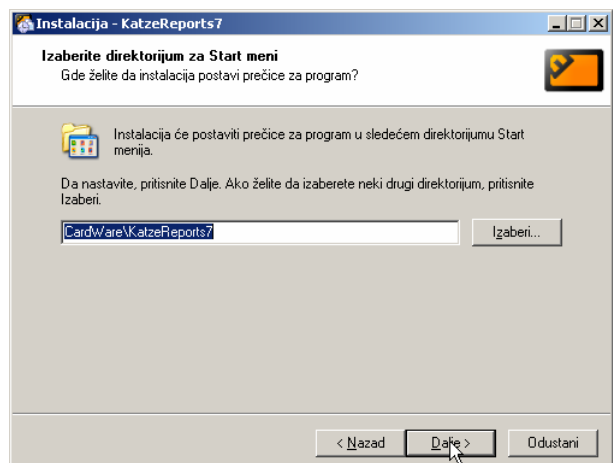 Instalacija - KatzeReports7
Izaberite direktorijum za Start meni
Gde želite da instalacija postavi prečice za program?
Instalacija će postaviti prečice za program u sledećem direktorijumu Start
menija.
Da nastavite, pritisnite Dalje. Ako želite da izaberete neki drugi direktorijum, pritisnite
Izaberi.
CardWare\KatzeReports7
Izaberi...
< Nazad
Dalje >
Odustani